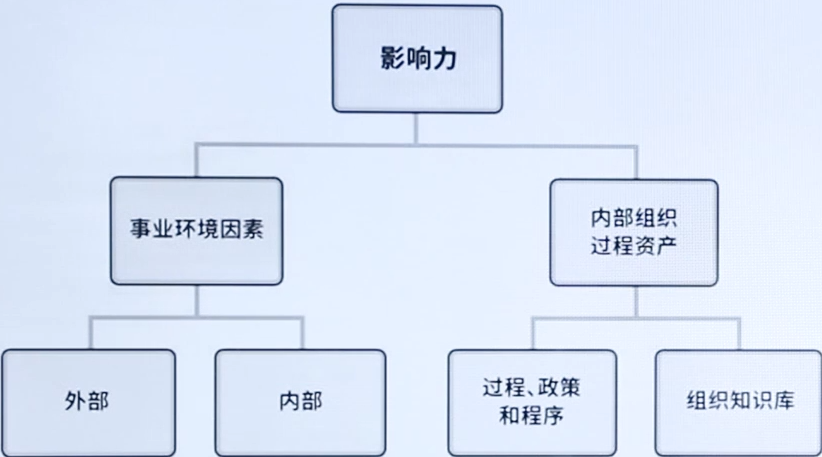 影响力
事业环境因素
内部组织
过程资产
外部
内部
过程、政策
和程序
组织知识库